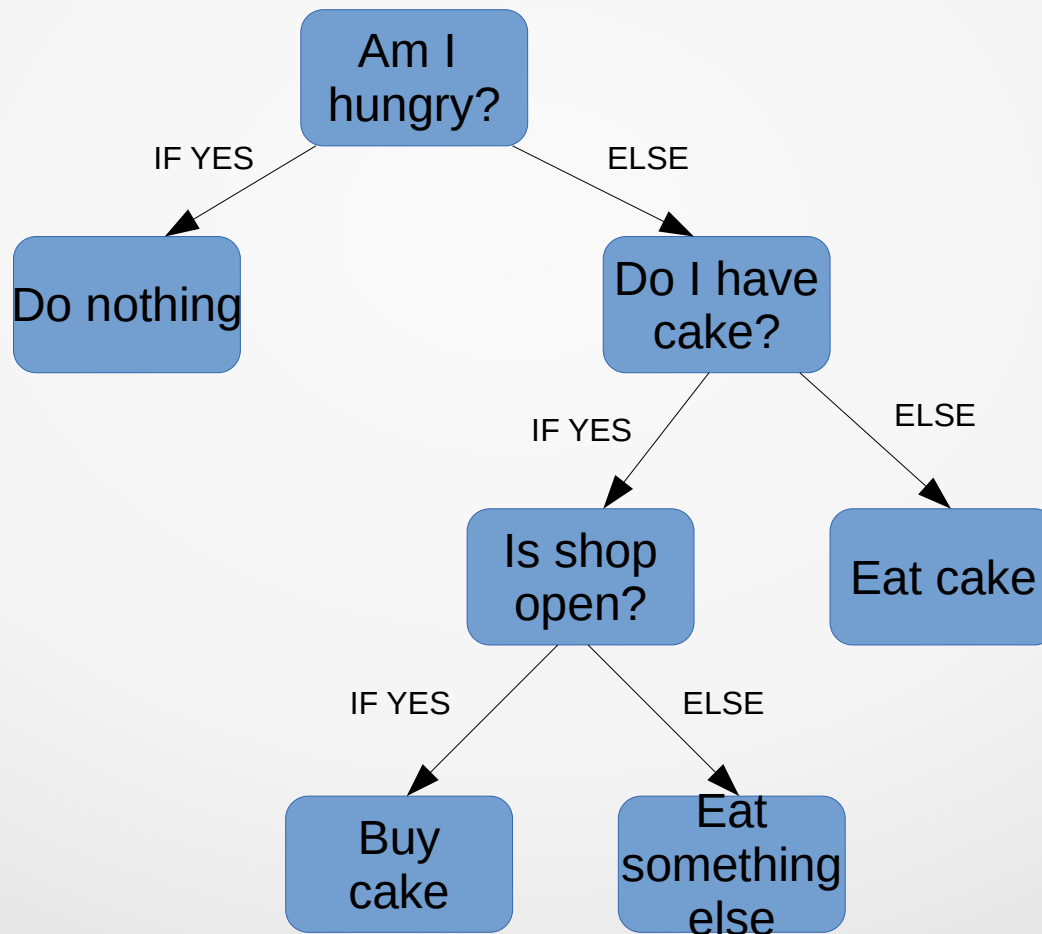 Am I
hungry?
IF YES
ELSE
Do nothing
Do I have
cake?
IF YES
ELSE
Is shop
open?
Eat cake
IF YES
ELSE
Buy
cake
Eat
something
else